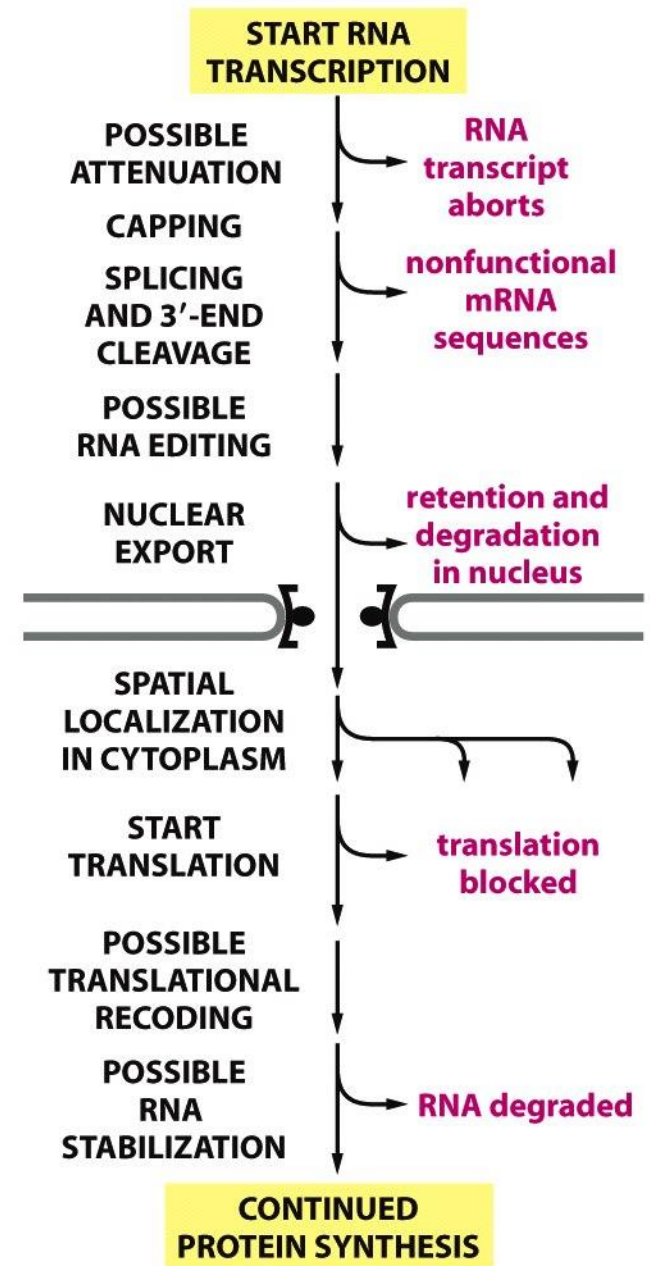 START RNA
TRANSCRIPTION
POSSIBLE
ATTENUATION
RNA
transcript
aborts
CAPPING
SPLICING
AND 3′-END
CLEAVAGE
nonfunctional
mRNA
sequences
POSSIBLE
RNA EDITING
NUCLEAR
EXPORT
retention and
degradation
in nucleus
SPATIAL
LOCALIZATION
IN CYTOPLASM
START
TRANSLATION
translation
blocked
POSSIBLE
TRANSLATIONAL
RECODING
POSSIBLE
RNA
STABILIZATION
RNA degraded
CONTINUED
PROTEIN SYNTHESIS